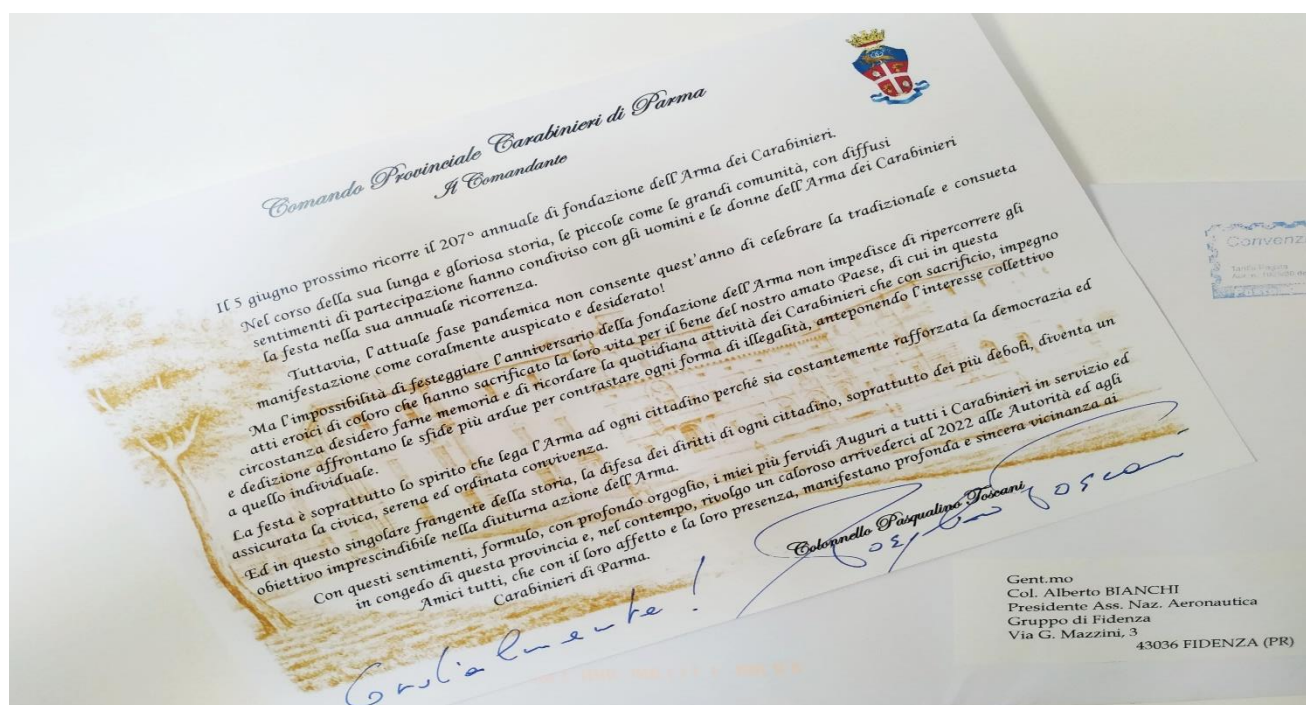 Comando Provinciale Carabinieri di Parma
Il Comandante
Il 5 giugno prossimo ricorre il 207° annuale di fondazione dell'Arma dei Carabinieri.
Nel corso della sua lunga e gloriosa storia, le piccole come le grandi comunità, con diffusi
sentimenti di partecipazione hanno condiviso con gli uomini e le donne dell'Arma dei Carabinieri
la festa nella sua annuale ricorrenza.
Tuttavia, l'attuale fase pandemica non consente quest'anno di celebrare la tradizionale e consueta
manifestazione come coralmente auspicato e desiderato!
Ma l'impossibilità di festeggiare l'anniversario della fondazione dell'Arma non impedisce di ripercorrere gli
atti eroici di coloro che hanno sacrificato la loro vita per il bene del nostro amato Paese, di cui in questa
circostanza desidero farne memoria e di ricordare la quotidiana attività dei Carabinieri che con sacrificio, impegno
e dedizione affrontano le sfide più ardue per contrastare ogni forma di illegalità, anteponendo l'interesse collettivo
a quello individuale.
La festa è soprattutto lo spirito che lega l'Arma ad ogni cittadino perché sia costantemente rafforzata la democrazia ed
assicurata la civica, serena ed ordinata convivenza.
Ed in questo singolare frangente della storia, la difesa dei diritti di ogni cittadino, soprattutto dei più deboli, diventa un
obiettivo imprescindibile nella diuturna azione dell'Arma.
Con questi sentimenti, formulo, con profondo orgoglio, i miei più fervidi Auguri a tutti i Carabinieri in servizio ed
in congedo di questa provincia e, nel contempo, rivolgo un caloroso arrivederci al 2022 alle Autorità ed agli
Amici tutti, che con il loro affetto e la loro presenza, manifestano profonda e sincera vicinanza ai
Carabinieri di Parma.
Colonnello Pasqualino Toscani
Cordialmente!
Gent.mo
Col. Alberto BIANCHI
Presidente Ass. Naz. Aeronautica
Gruppo di Fidenza
Via G. Mazzini, 3
43036 FIDENZA (PR)